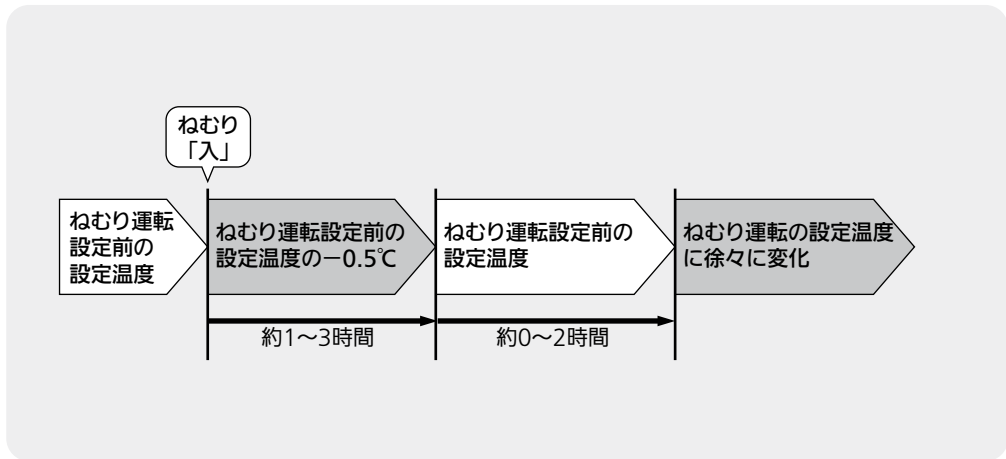 ねむり
「入」
ねむり運転
設定前の
設定温度
ねむり運転設定前の
設定温度の－0.5℃
ねむり運転設定前の
設定温度
ねむり運転の設定温度
に徐々に変化
約1～3時間
約0～2時間